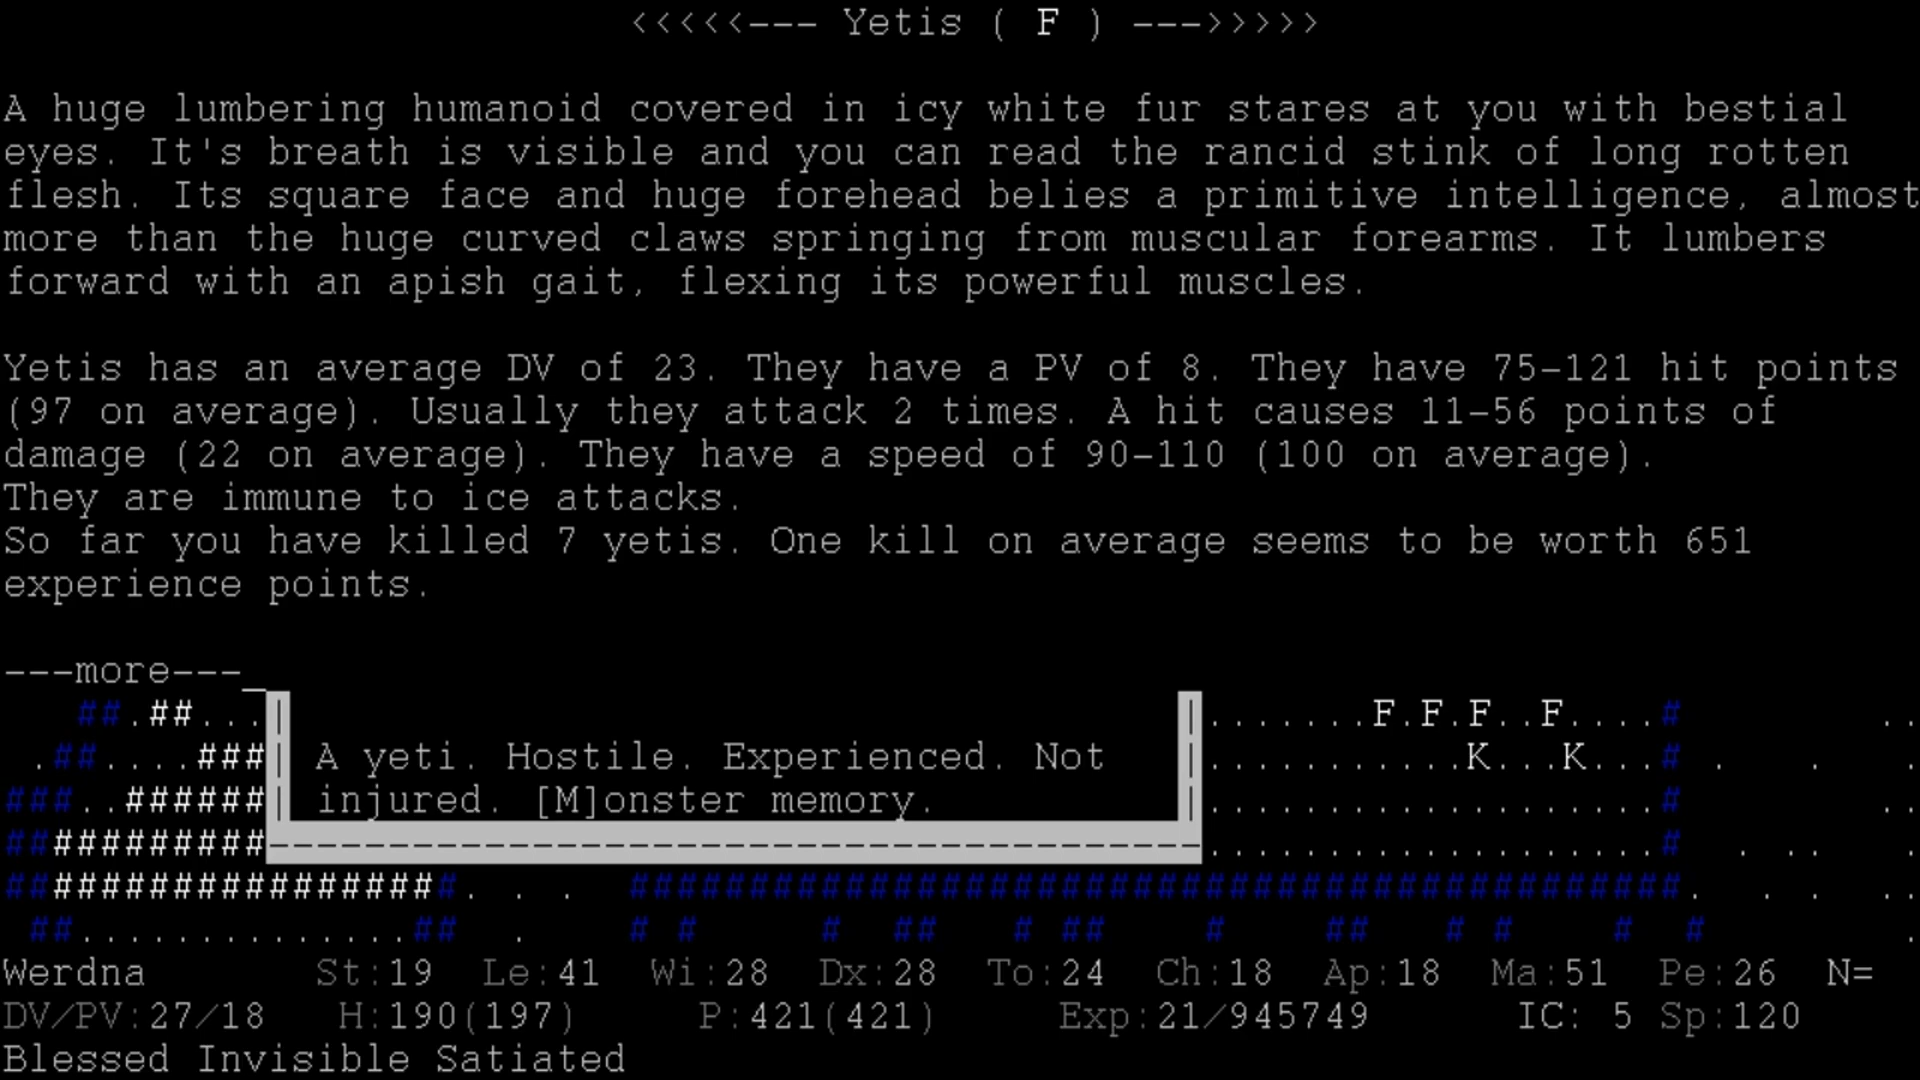 <<<<<--- Yetis ( F ) --->>>>>
A huge lumbering humanoid covered in icy white fur stares at you with bestial
eyes. It's breath is visible and you can read the rancid stink of long rotten
flesh. Its square face and huge forehead belies a primitive intelligence, almost
more than the huge curved claws springing from muscular forearms. It lumbers
forward with an apish gait, flexing its powerful muscles.
Yetis has an average DV of 23. They have a PV of 8. They have 75-121 hit points
(97 on average). Usually they attack 2 times. A hit causes 11-56 points of
damage (22 on average). They have a speed of 90-110 (100 on average).
They are immune to ice attacks.
So far you have killed 7 yetis. One kill on average seems to be worth 651
experience points.
---more---_
##.##...| |.......F.F.F..F....# ..
.##....###| A yeti. Hostile. Experienced. Not |...........K...K...# . . .
###..######| injured. [M]onster memory. |..................# ..
###########-----------------------------------------..................# . .. .
###################. . . ############################################. . . ..
##..............## . # # # ## # ## # ## # # # # .
Werdna St:19 Le:41 Wi:28 Dx:28 To:24 Ch:18 Ap:18 Ma:51 Pe:26 N=
DV/PV:27/18 H:190(197) P:421(421) Exp:21/945749 IC: 5 Sp:120
Blessed Invisible Satiated